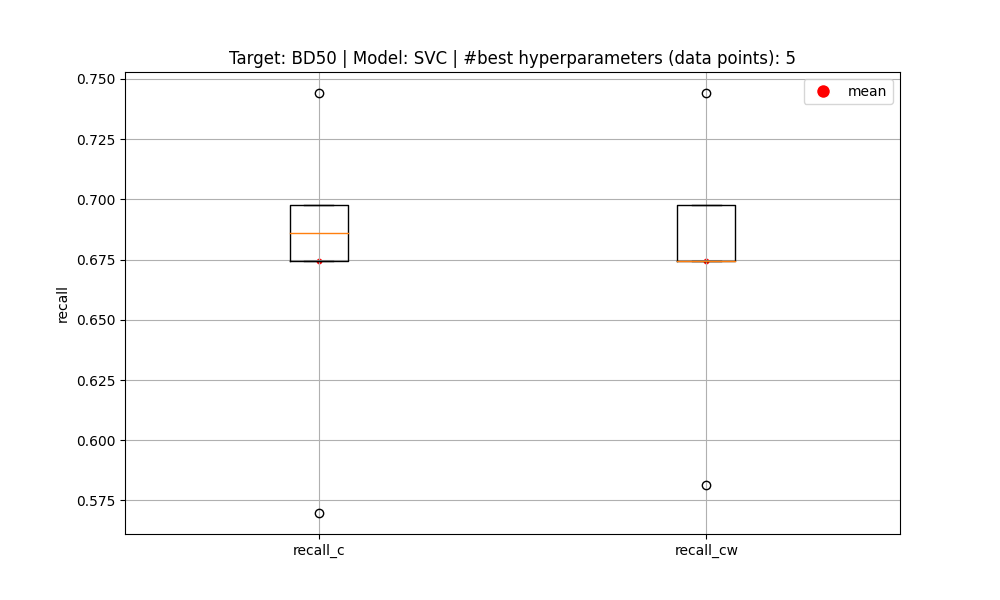 Target: BD50 | Model: SVC | #best hyperparameters (data points): 5
mean
0.750
0.725
0.700
0.675
0.650
0.625
0.600
0.575
recall
recall_c
recall_cw